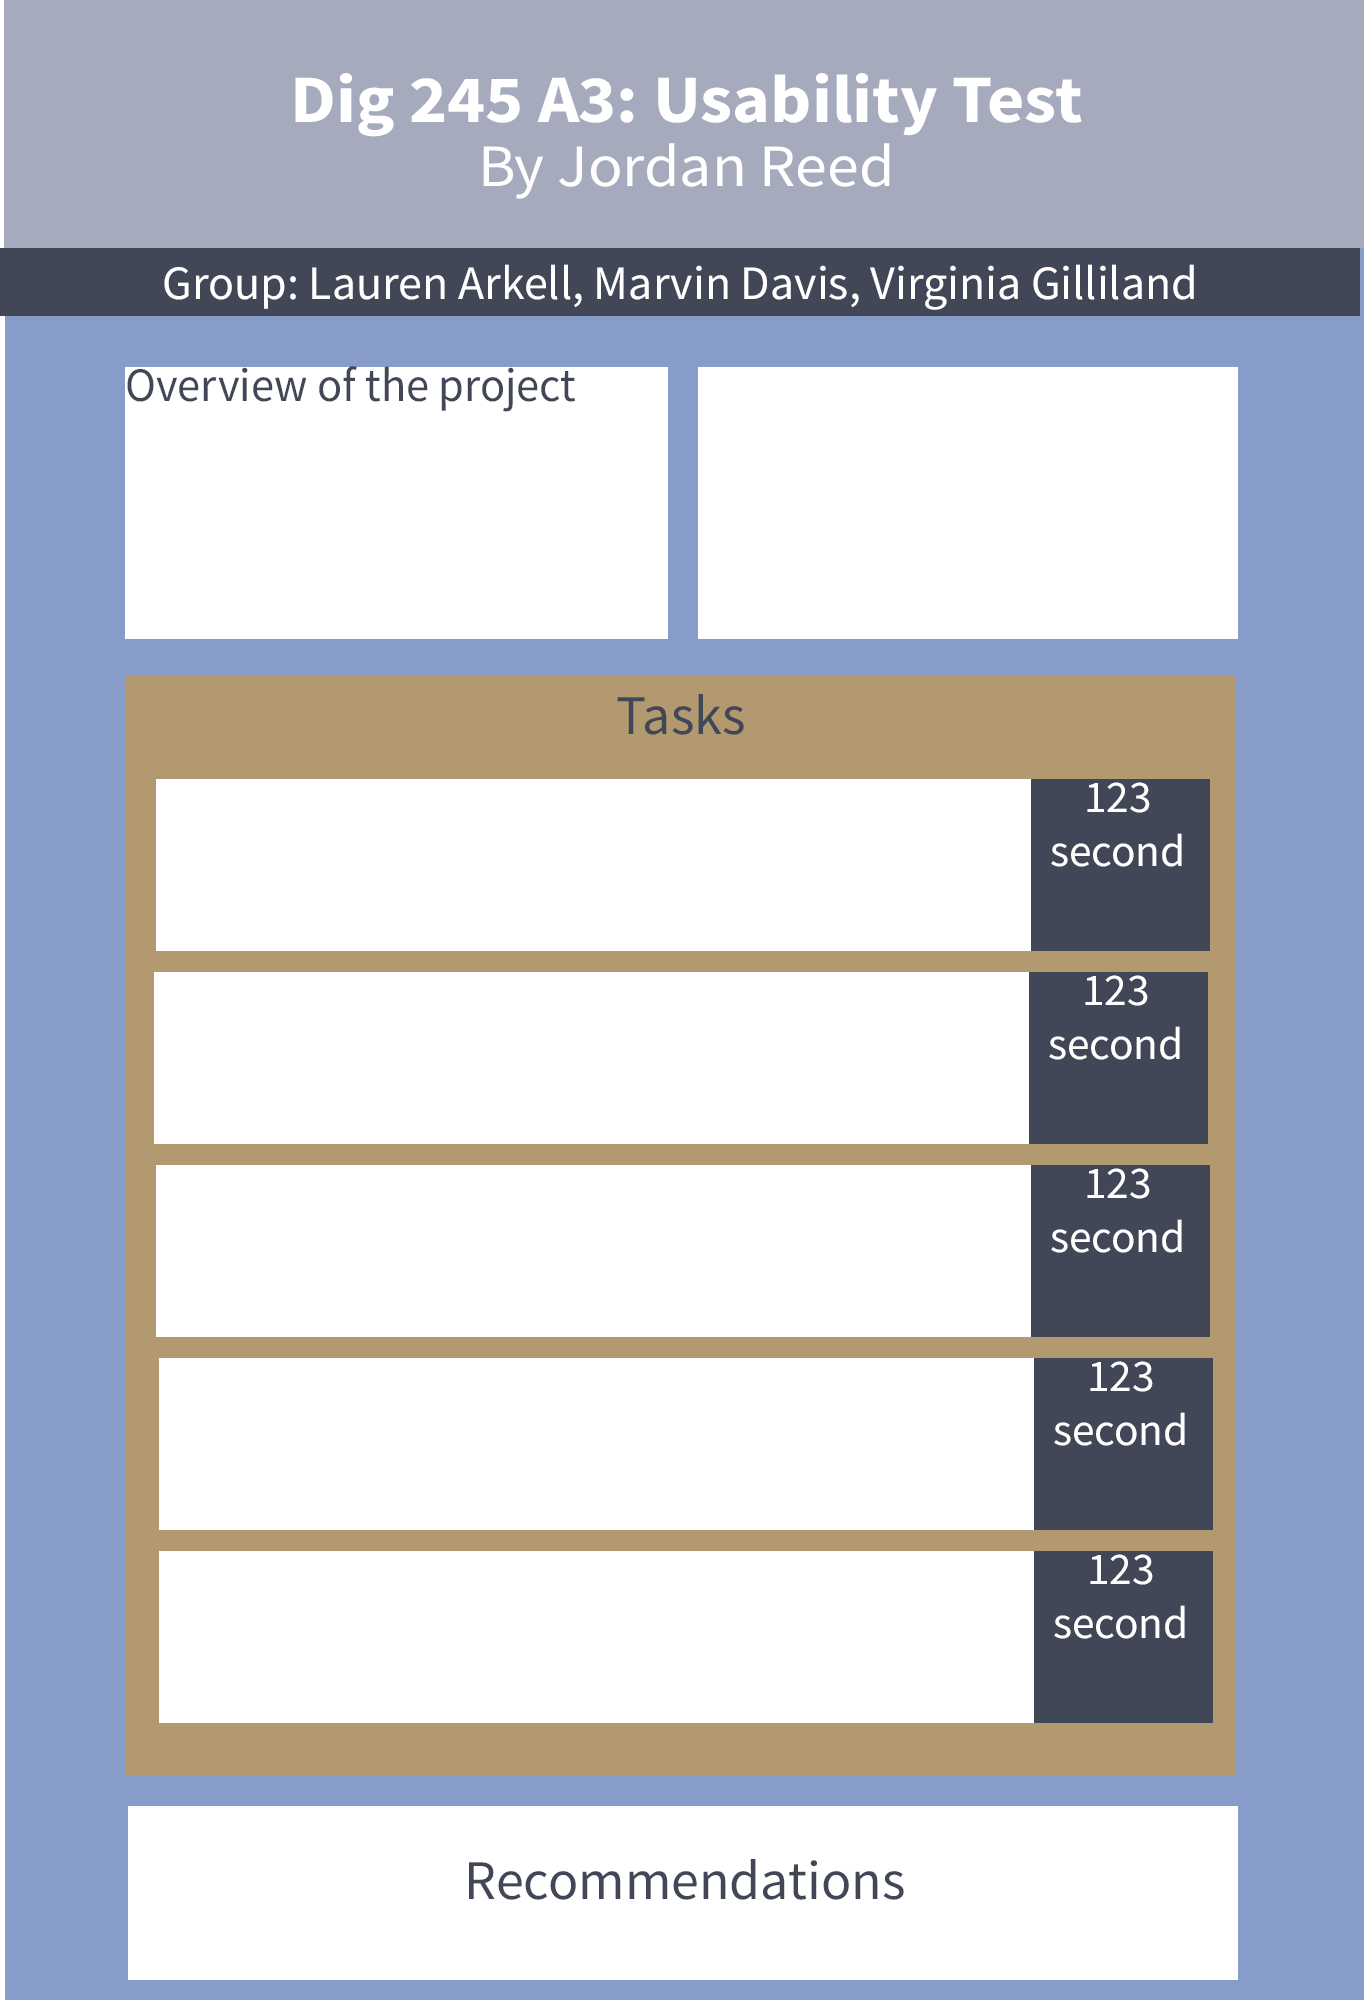 Dig 245 A3: Usability Test
By Jordan Reed
Group: Lauren Arkell, Marvin Davis, Virginia Gilliland
Overview of the project
Tasks
123
second
123
second
123
second
123
second
123
second
Recommendations